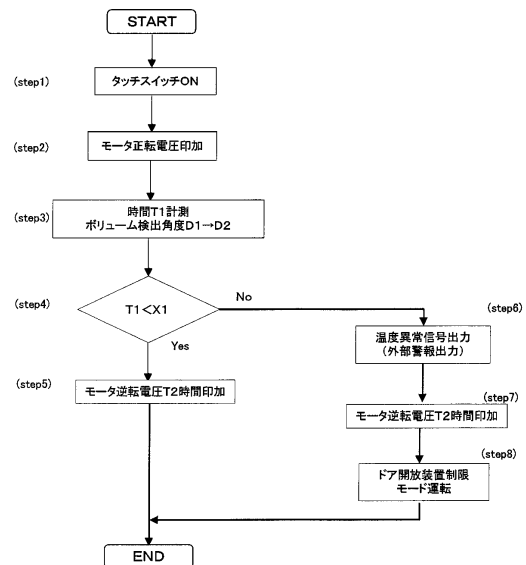 START
(step1)
タッチスイッチON
(step2)
モータ正転電圧印加
(step3)
時間T1計測
ボリューム検出角度D1→D2
(step4)
T1<X1
No
Yes
(step6)
温度異常信号出力
(外部警報出力)
(step5)
モータ逆転電圧T2時間印加
(step7)
モータ逆転電圧T2時間印加
(step8)
ドア開放装置制限
モード運転
END